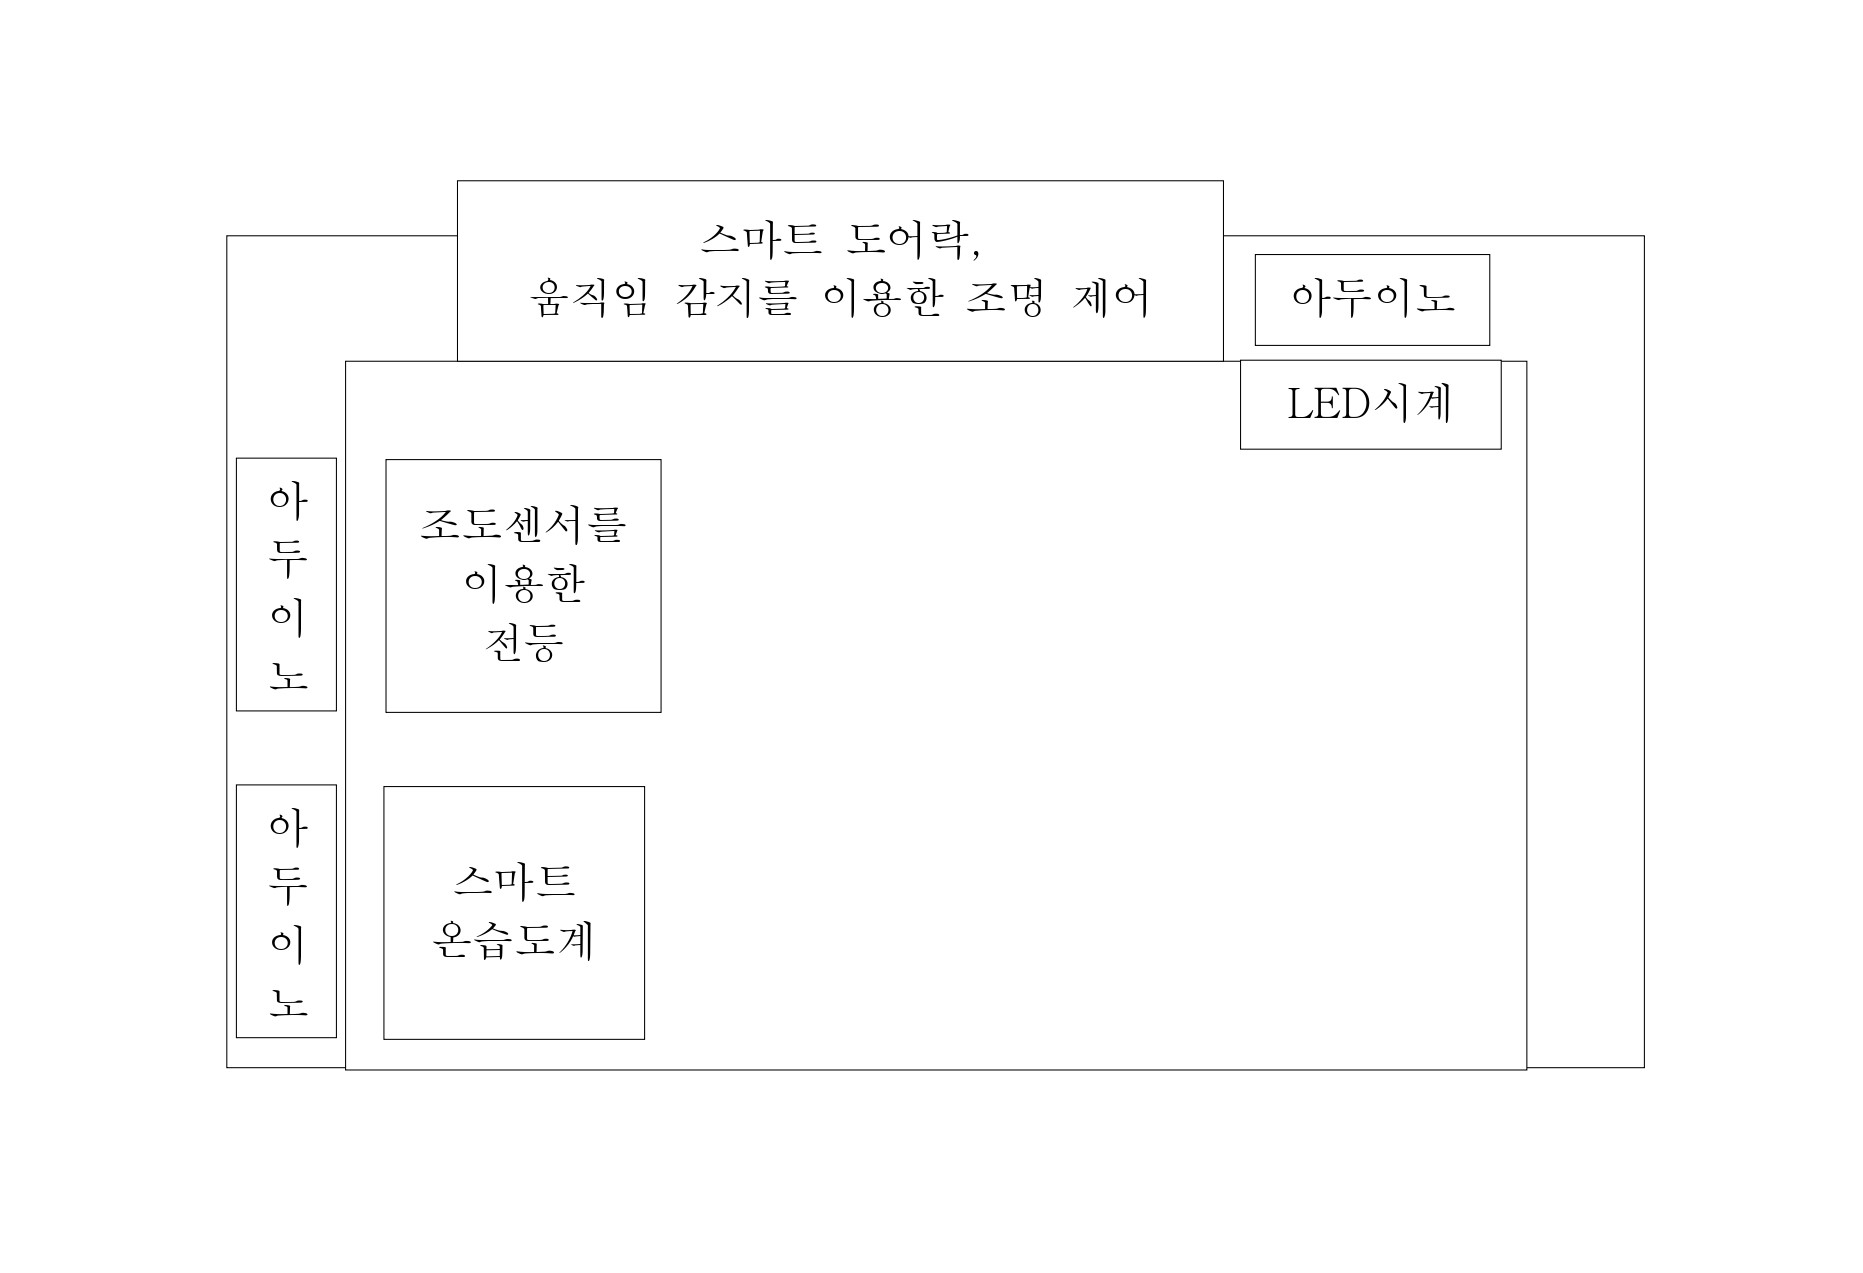 스마트 도어락,
움직임 감지를 이용한 조명 제어
아두이노
LED시계
아
두
이
노
조도센서를
이용한
전등
아
두
이
노
스마트
온습도계